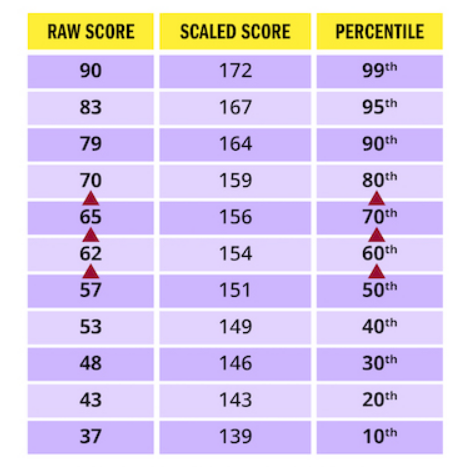 RAW SCORE SCALED SCORE PERCENTILE
90 172 99th
83 167 95th
79 164 90th
70 159 80th
65 156 70th
62 154 60th
57 151 50th
53 149 40th
48 146 30th
43 143 20th
37 139 10th